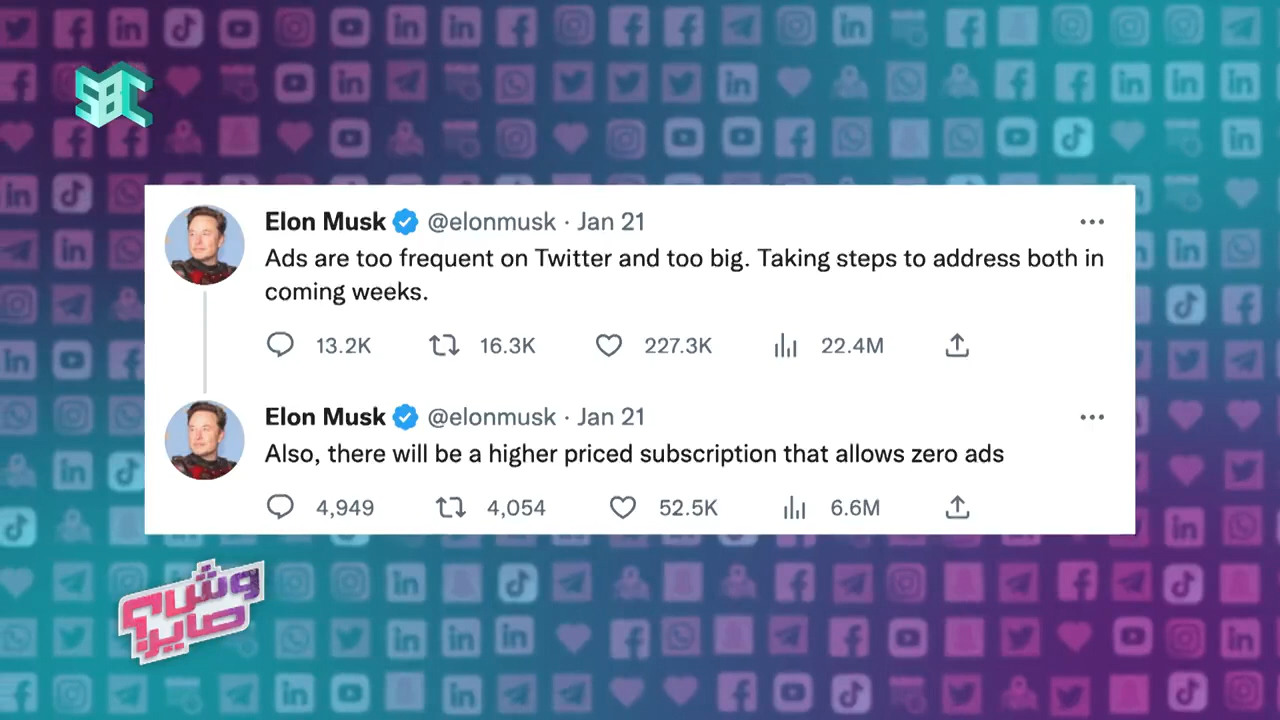 SBC
Elon Musk @elonmusk · Jan 21
Ads are too frequent on Twitter and too big. Taking steps to address both in
coming weeks.
13.2K 16.3K 227.3K 22.4M
Elon Musk @elonmusk · Jan 21
Also, there will be a higher priced subscription that allows zero ads
4,949 4,054 52.5K 6.6M
وش
صاير؟